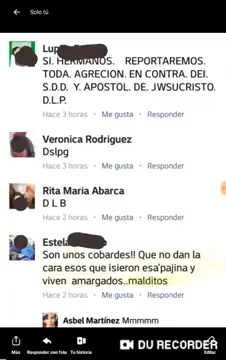 Solo tú
Lup
SI. HERMANOS. REPORTAREMOS.
TODA. AGRECION. EN CONTRA. DEl.
S.D.D Y. APOSTOL. DE. JWSUCRISTO.
D.L.P.
Hace 3 horas · Me gusta · Responder
Veronica Rodriguez
Dslpg
Hace 3 horas · Me gusta · Responder
Rita Maria Abarca
D L B
Hace 2 horas · Me gusta · Responder
Estela
Son unos cobardes!! Que no dan la
cara esos que isieron esa'pajina y
viven amargados..malditos
Hace 2 horas · Me gusta · Responder
Asbel Martínez Mmmmm
Más
Responder con foto
Tu historia
Editar
DU RECORDER